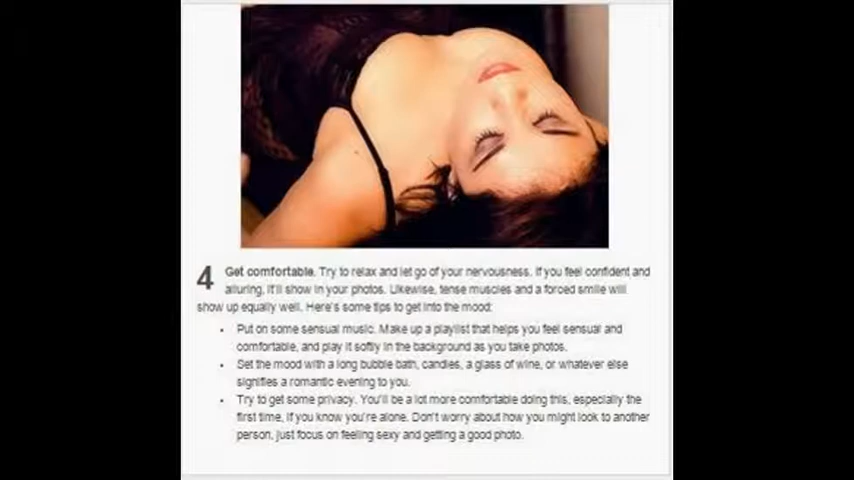 4 Get comfortable. Try to relax and let go of your nervousness. If you feel confident and
alluring, it'll show in your photos. Likewise, tense muscles and a forced smile will
show up equally well. Here's some tips to get into the mood:
• Put on some sensual music. Make up a playlist that helps you feel sensual and
comfortable, and play it softly in the background as you take photos.
• Set the mood with a long bubble bath, candles, a glass of wine, or whatever else
signifies a romantic evening to you.
• Try to get some privacy. You'll be a lot more comfortable doing this, especially the
first time, if you know you're alone. Don't worry about how you might look to another
person, just focus on feeling sexy and getting a good photo.